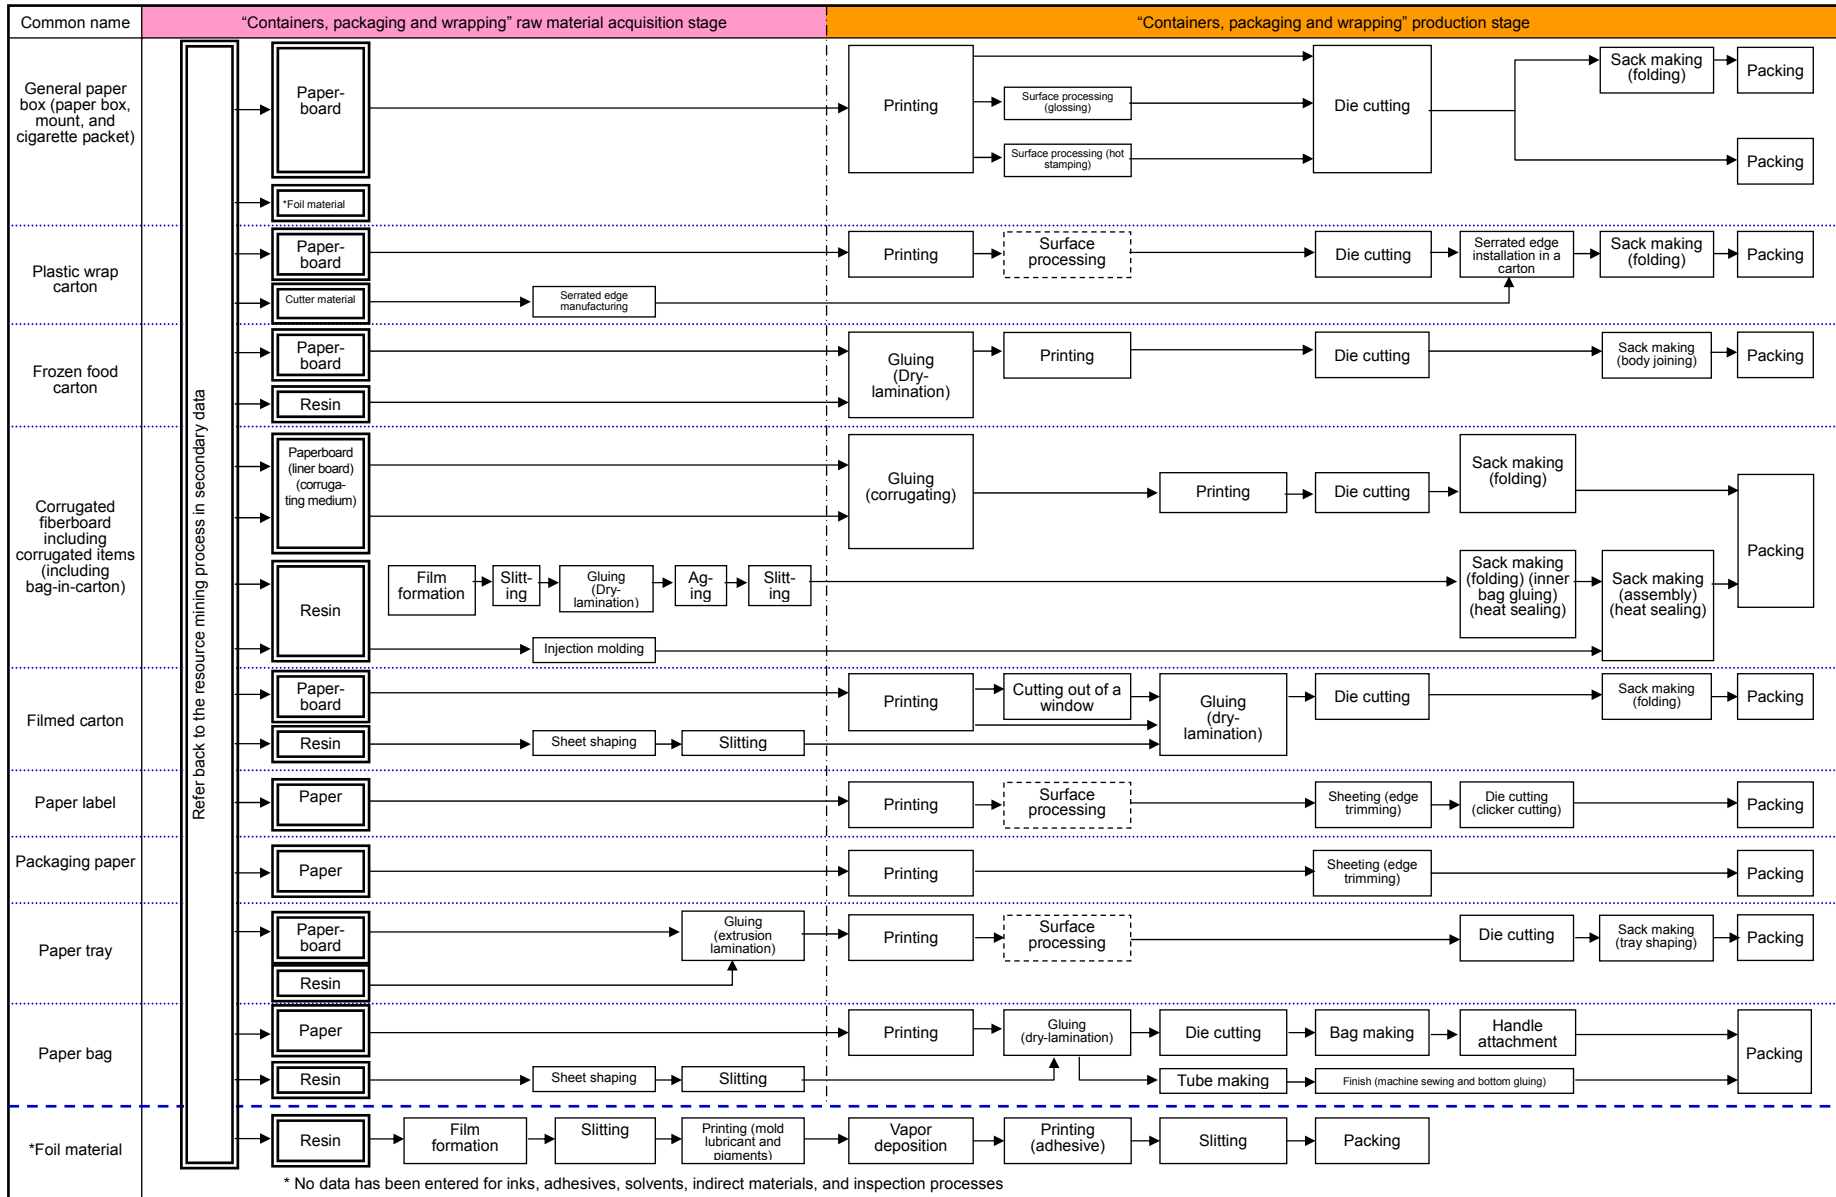 Common name
“Containers, packaging and wrapping” raw material acquisition stage
“Containers, packaging and wrapping” production stage
Refer back to the resource mining process in secondary data
General paper
box (paper box,
mount, and
cigarette packet)
Paper-
board
*Foil material
Printing
Surface processing
(glossing)
Surface processing (hot
stamping)
Die cutting
Sack making
(folding)
Packing
Packing
Plastic wrap
carton
Paper-
board
Cutter material
Serrated edge
manufacturing
Printing
Surface
processing
Die cutting
Serrated edge
installation in a
carton
Sack making
(folding)
Packing
Frozen food
carton
Paper-
board
Resin
Gluing
(Dry-
lamination)
Printing
Die cutting
Sack making
(body joining)
Packing
Corrugated
fiberboard
including
corrugated items
(including
bag-in-carton)
Paperboard
(liner board)
(corruga-
ting medium)
Gluing
(corrugating)
Printing
Die cutting
Sack making
(folding)
Packing
Resin
Film
formation
Slitt-
ing
Gluing
(Dry-
lamination)
Ag-
ing
Slitt-
ing
Sack making
(folding) (inner
bag gluing)
(heat sealing)
Sack making
(assembly)
(heat sealing)
Injection molding
Filmed carton
Paper-
board
Resin
Sheet shaping
Slitting
Printing
Cutting out of a
window
Gluing
(dry-
lamination)
Die cutting
Sack making
(folding)
Packing
Paper label
Paper
Printing
Surface
processing
Sheeting (edge
trimming)
Die cutting
(clicker cutting)
Packing
Packaging paper
Paper
Printing
Sheeting (edge
trimming)
Packing
Paper tray
Paper-
board
Resin
Gluing
(extrusion
lamination)
Printing
Surface
processing
Die cutting
Sack making
(tray shaping)
Packing
Paper bag
Paper
Resin
Sheet shaping
Slitting
Printing
Gluing
(dry-lamination)
Die cutting
Bag making
Handle
attachment
Tube making
Finish (machine sewing and bottom gluing)
Packing
*Foil material
Resin
Film
formation
Slitting
Printing (mold
lubricant and
pigments)
Vapor
deposition
Printing
(adhesive)
Slitting
Packing
* No data has been entered for inks, adhesives, solvents, indirect materials, and inspection processes